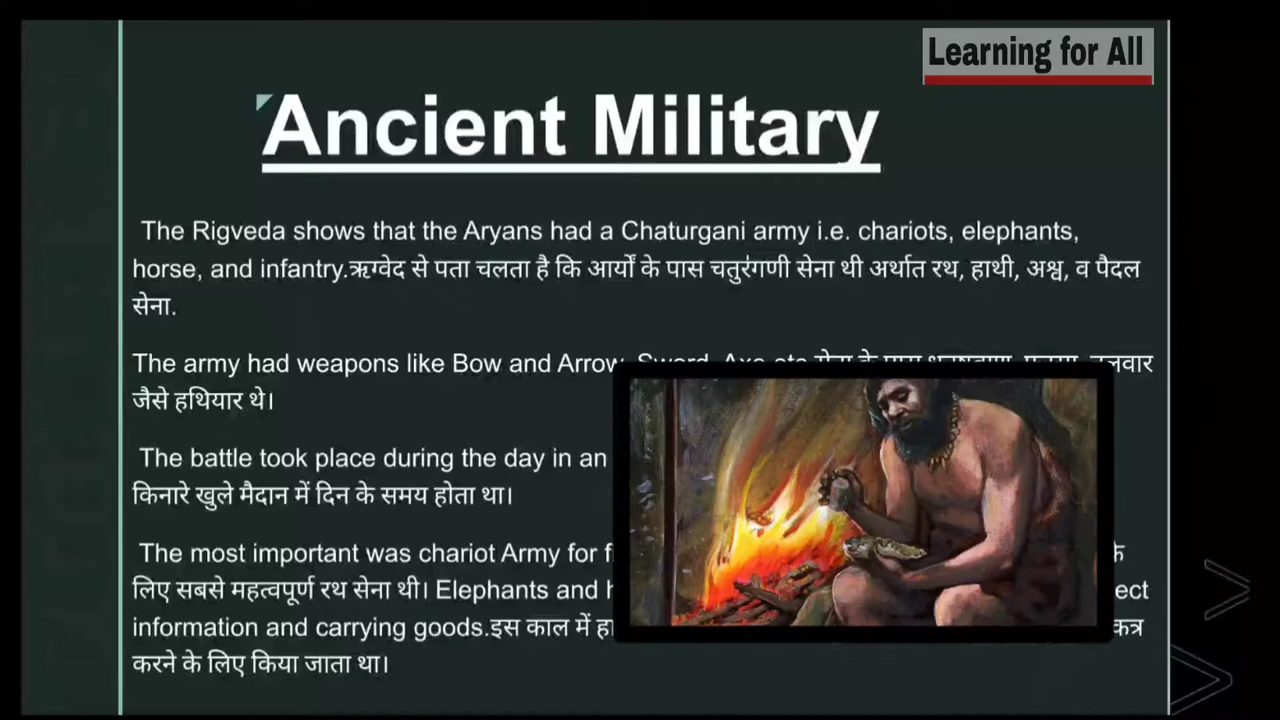 Learning for All
Ancient Military
The Rigveda shows that the Aryans had a Chaturgani army i.e. chariots, elephants,
horse, and infantry.ऋग्वेद से पता चलता है कि आर्यों के पास चतुरंगणी सेना थी अर्थात रथ, हाथी, अश्व, व पैदल
सेना.
The army had weapons like Bow and Arrow, Sword, Axe etc सेना के पास
जैसे हथियार थे।
The battle took place during the day in an
किनारे खुले मैदान में दिन के समय होता था।
The most important was chariot Army for
लिए सबसे महत्वपूर्ण रथ सेना थी। Elephants and
information and carrying goods.इस काल में
करने के लिए किया जाता था।